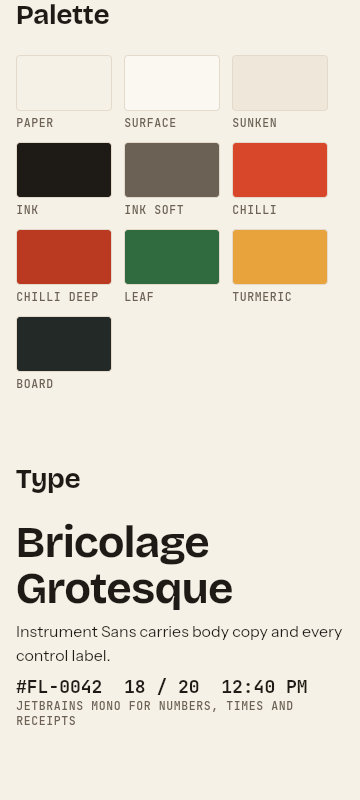 Palette
PAPER
SURFACE
SUNKEN
INK
INK SOFT
CHILLI
CHILLI DEEP
LEAF
TURMERIC
BOARD
Type
Bricolage
Grotesque
Instrument Sans carries body copy and every
control label.
#FL-0042  18 / 20  12:40 PM
JETBRAINS MONO FOR NUMBERS, TIMES AND
RECEIPTS